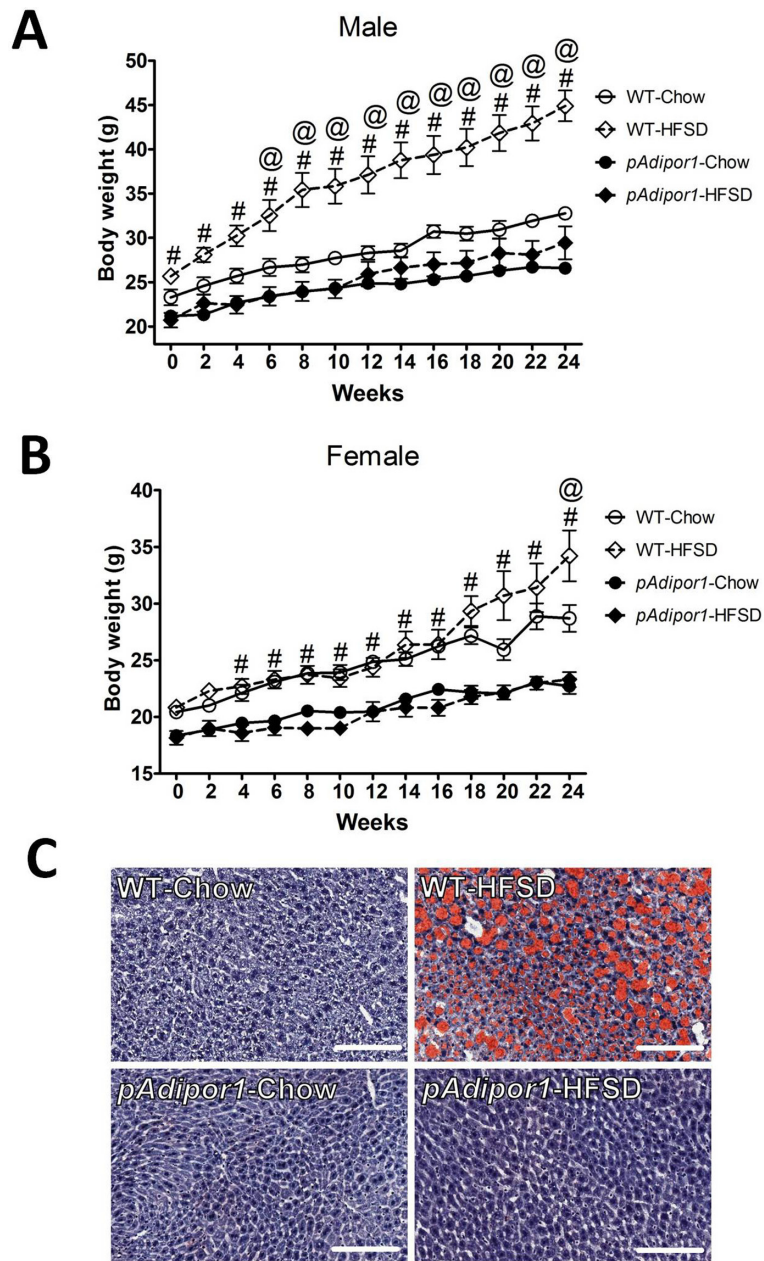 A
Male
@ @ @ @ @ @ @ @ @ @
# # # # # # # # # # # # #
Body weight (g)
50
45
40
35
30
25
20
0 2 4 6 8 10 12 14 16 18 20 22 24
Weeks
WT-Chow
WT-HFSD
pAdipor1-Chow
pAdipor1-HFSD
B
Female
@
# # # # # # # # # # #
Body weight (g)
40
35
30
25
20
15
0 2 4 6 8 10 12 14 16 18 20 22 24
Weeks
WT-Chow
WT-HFSD
pAdipor1-Chow
pAdipor1-HFSD
C
WT-Chow
WT-HFSD
pAdipor1-Chow
pAdipor1-HFSD